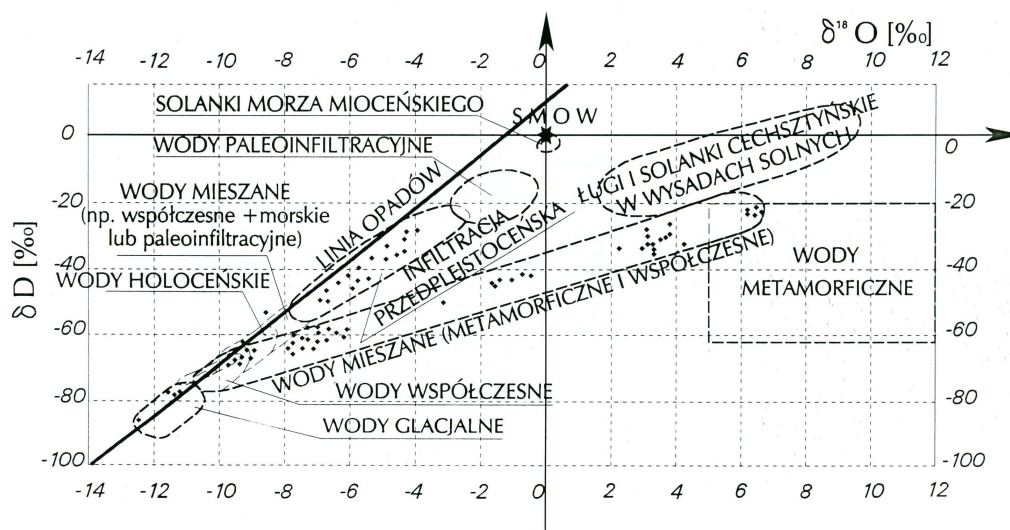 δ¹⁸O [‰]
-14 -12 -10 -8 -6 -4 -2 0 2 4 6 8 10 12
SOLANKI MORZA MIOCEŃSKIEGO
SMOW
0
0
WODY PALEOINFILTRACYJNE
ŁUGI I SOLANKI CECHSZTYŃSKIE
W WYSADACH SOLNYCH
WODY MIESZANE
(np. współczesne +morskie
lub paleoinfiltracyjne)
LINIA OPADÓW
INFILTRACJA
PRZEDPLEJSTOCEŃSKA
-20
-20
δ D [‰]
WODY
METAMORFICZNE
-40
-40
WODY HOLOCEŃSKIE
WODY MIESZANE (METAMORFICZNE I WSPÓŁCZESNE)
-60
-60
WODY WSPÓŁCZESNE
-80
-80
WODY GLACJALNE
-100
-100
-14 -12 -10 -8 -6 -4 -2 0 2 4 6 8 10 12